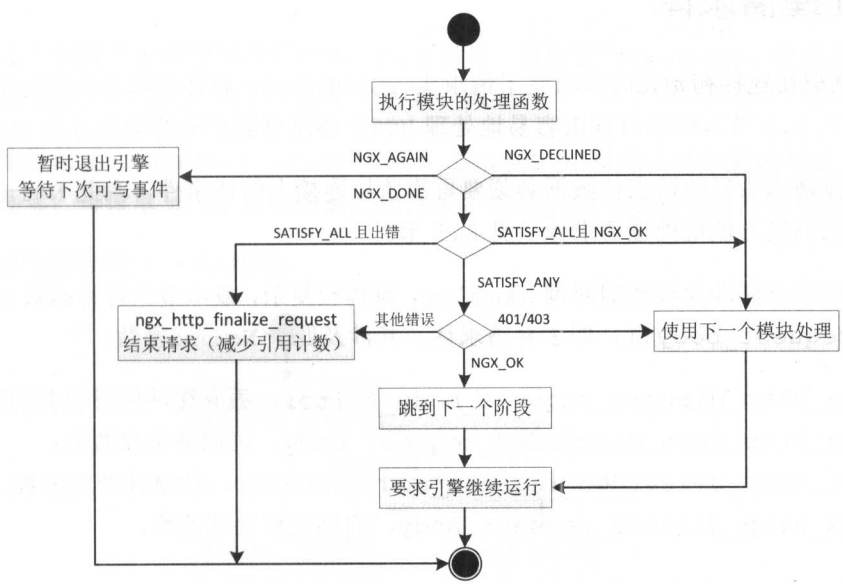 执行模块的处理函数
NGX_AGAIN
NGX_DECLINED
暂时退出引擎
等待下次可写事件
NGX_DONE
SATISFY_ALL 且出错
SATISFY_ALL且 NGX_OK
SATISFY_ANY
ngx_http_finalize_request
结束请求（减少引用计数）
其他错误
401/403
使用下一个模块处理
NGX_OK
跳到下一个阶段
要求引擎继续运行